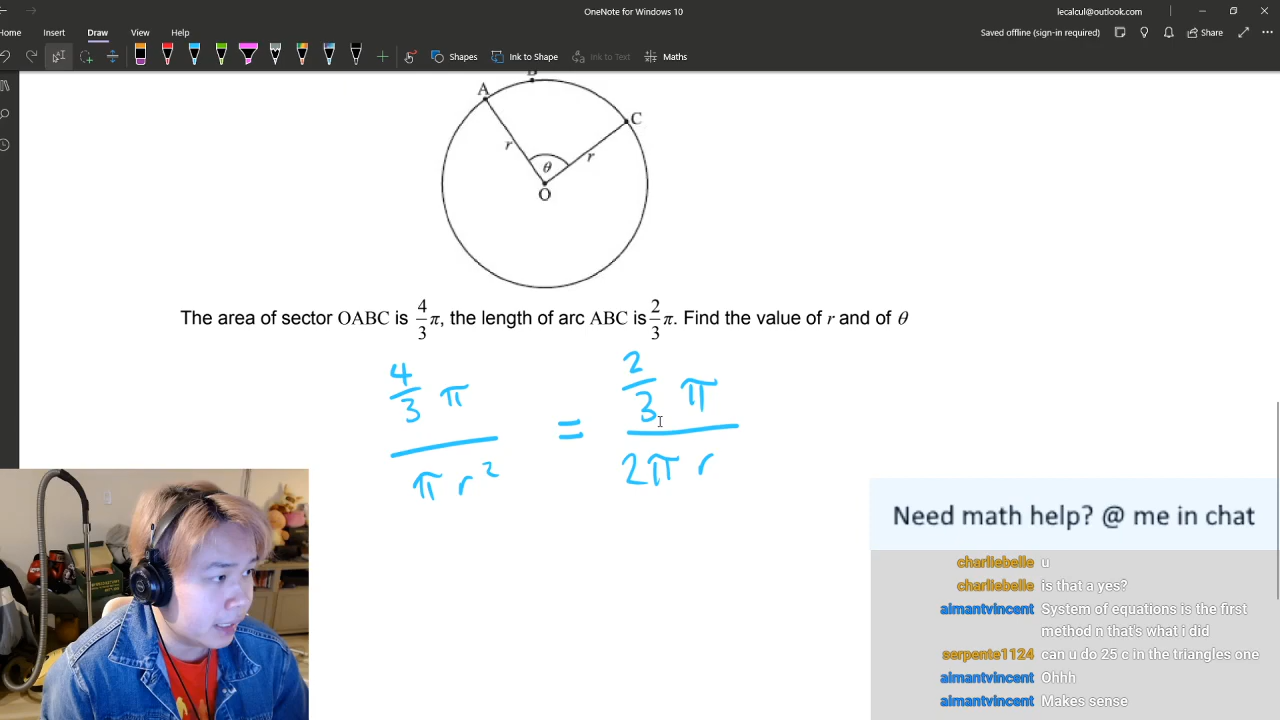 OneNote for Windows 10
lecalcul@outlook.com
Home Insert Draw View Help
Saved offline (sign-in required)
Share
Shapes
Ink to Shape
Ink to Text
Maths
B
A
C
r
r
θ
O
The area of sector OABC is 4/3 π, the length of arc ABC is 2/3 π. Find the value of r and of θ
4/3 π = 2/3 π
π r² 2π r
Need math help? @ me in chat
charliebelle u
charliebelle is that a yes?
aimantvincent System of equations is the first
method n that's what i did
serpente1124 can u do 25 c in the triangles one
aimantvincent Ohhh
aimantvincent Makes sense